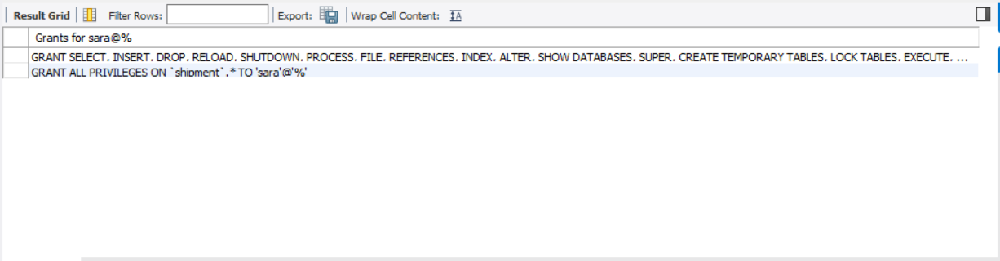 Result Grid Filter Rows: Export: Wrap Cell Content: IA
Grants for sara@%
GRANT SELECT, INSERT, DROP, RELOAD, SHUTDOWN, PROCESS, FILE, REFERENCES, INDEX, ALTER, SHOW DATABASES, SUPER, CREATE TEMPORARY TABLES, LOCK TABLES, EXECUTE, ...
GRANT ALL PRIVILEGES ON `shipment`.* TO 'sara'@'%'